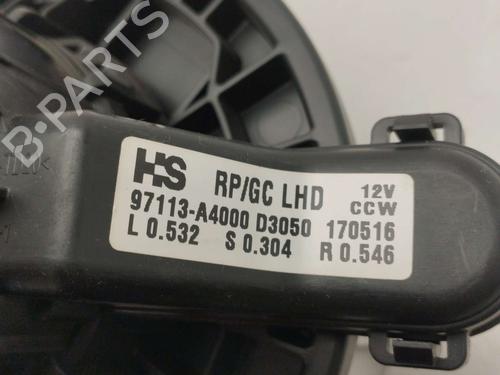 B-PARTS
HS RP/GC LHD 12V CCW
97113-A4000 D3050 170516
L 0.532 S 0.304 R 0.546